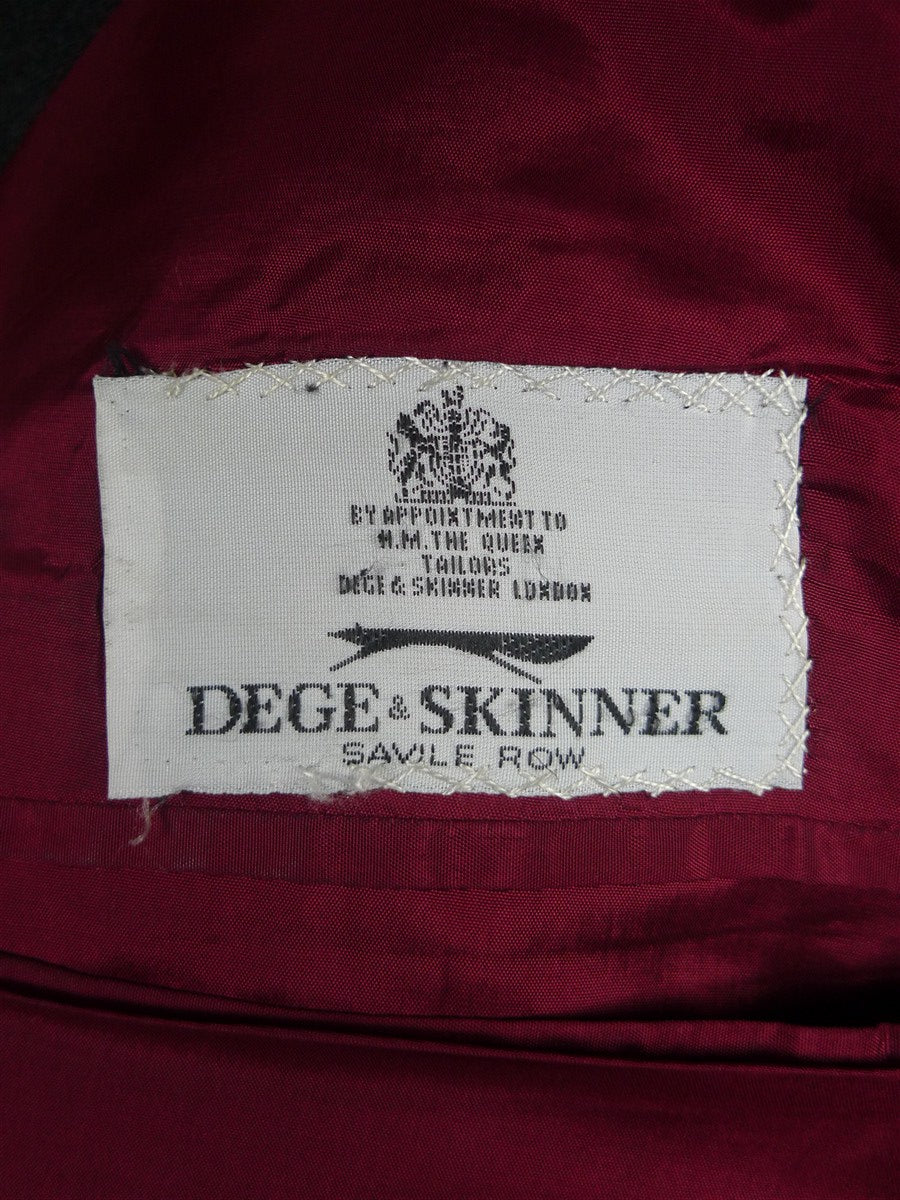 BY APPOINTMENT TO
H.M. THE QUEEN
TAILORS
DEGE & SKINNER LONDON
DEGE & SKINNER
SAVILE ROW